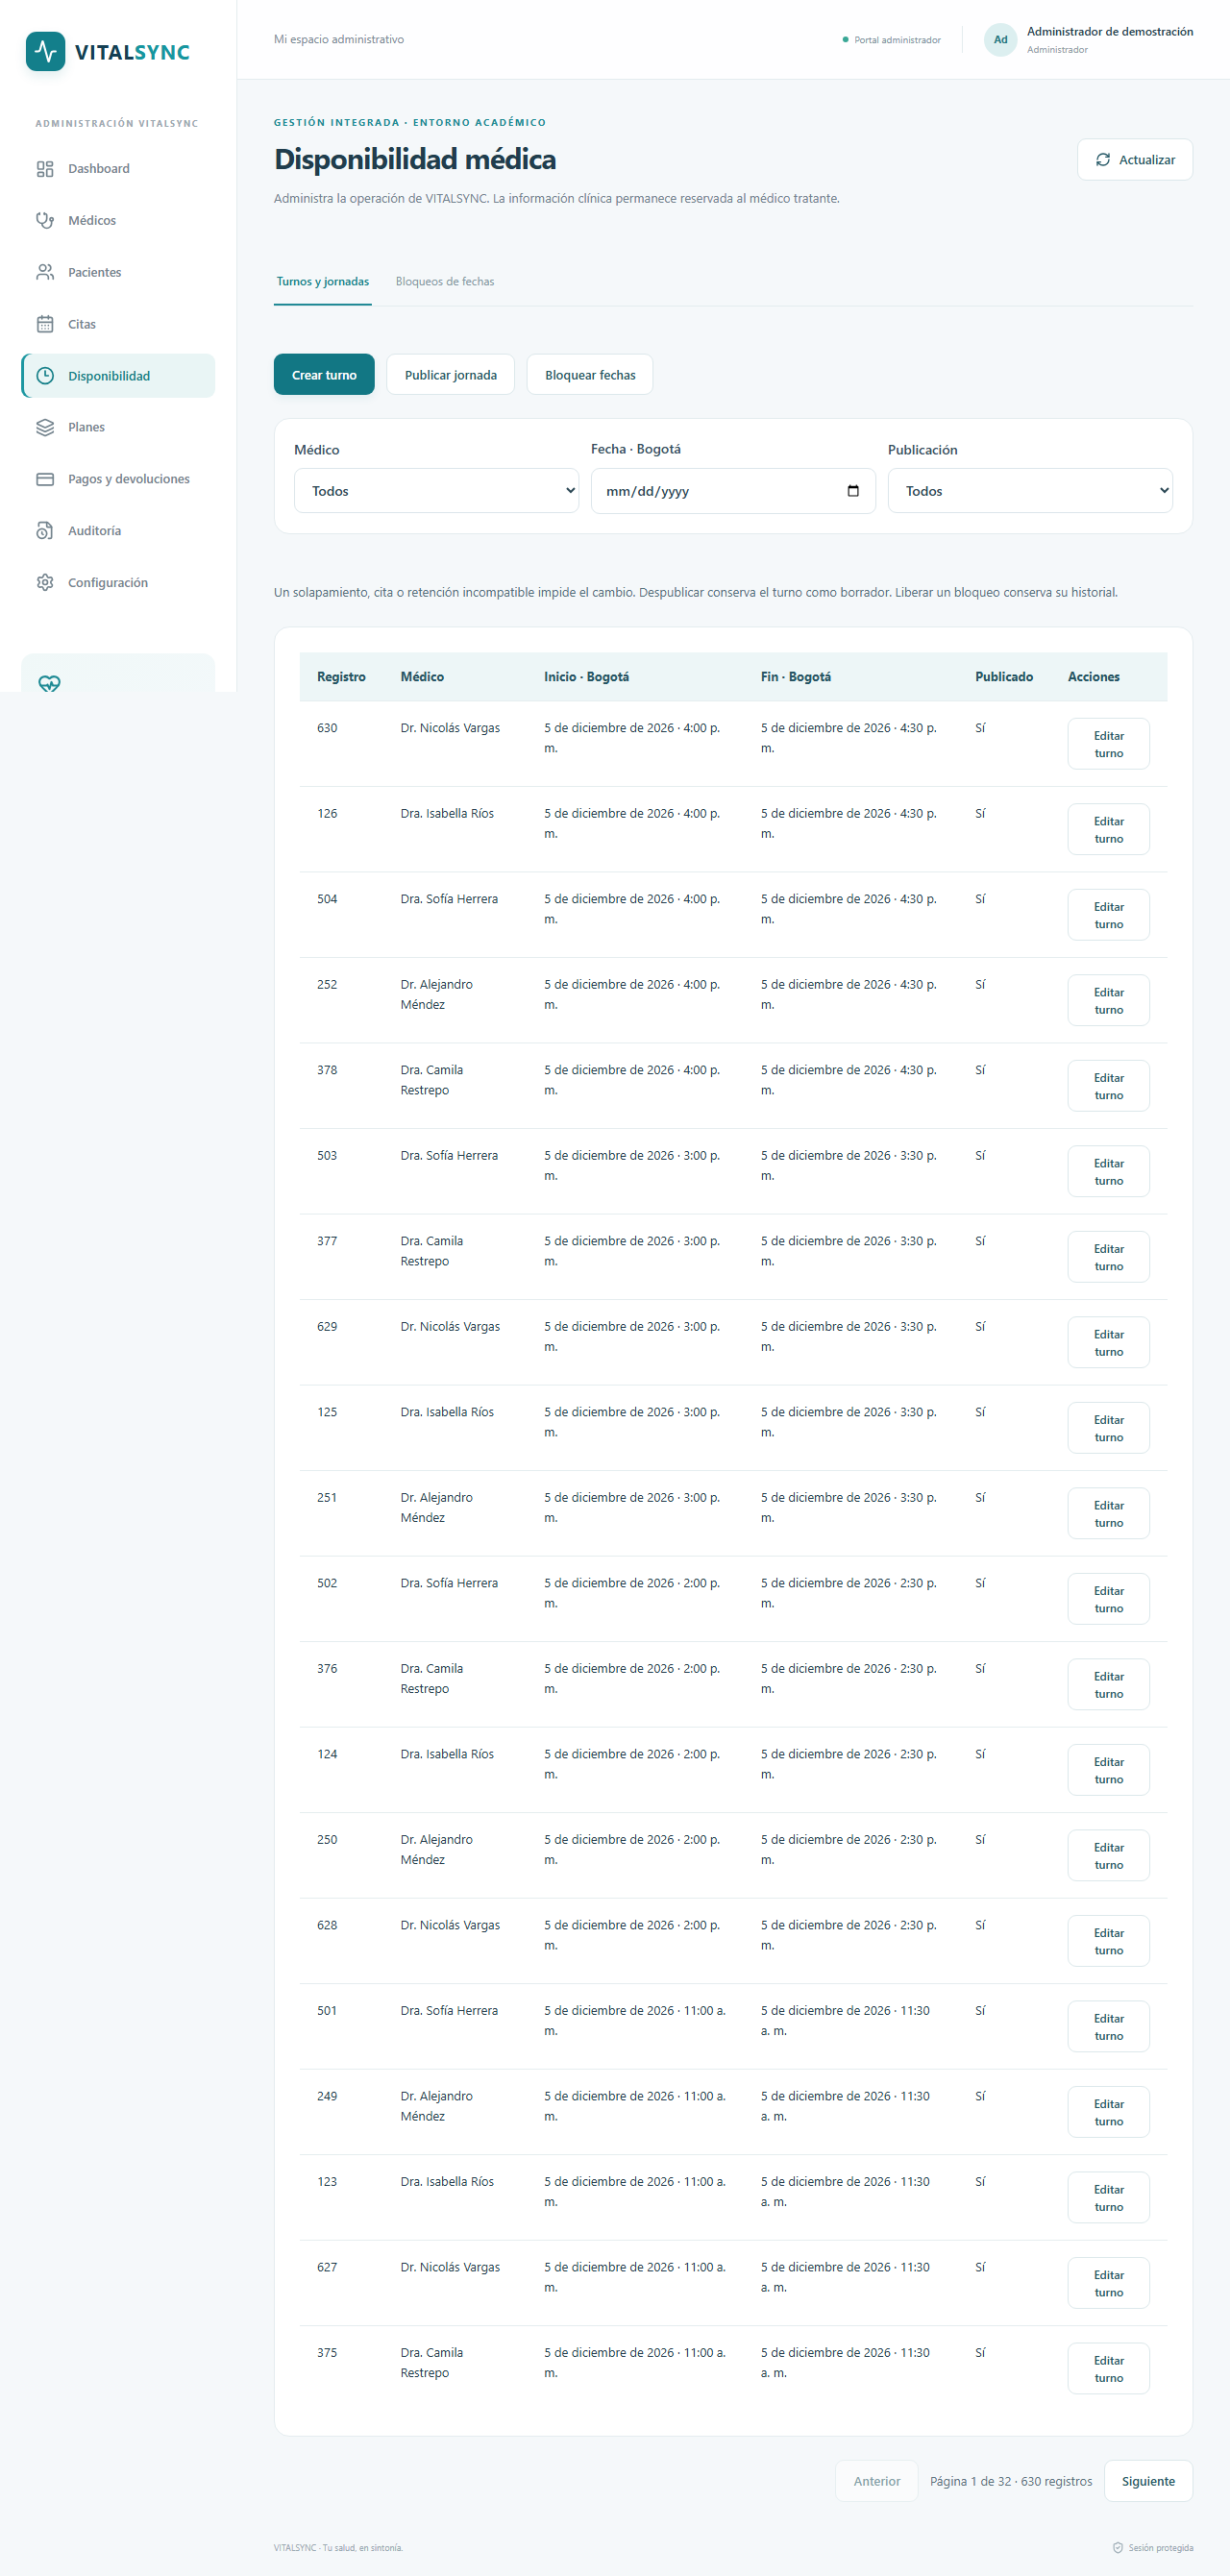 VITALSYNC
ADMINISTRACIÓN VITALSYNC
Dashboard
Médicos
Pacientes
Citas
Disponibilidad
Planes
Pagos y devoluciones
Auditoría
Configuración
Mi espacio administrativo
Portal administrador
Ad
Administrador de demostración
Administrador
GESTIÓN INTEGRADA · ENTORNO ACADÉMICO
Disponibilidad médica
Administra la operación de VITALSYNC. La información clínica permanece reservada al médico tratante.
Actualizar
Turnos y jornadas
Bloqueos de fechas
Crear turno
Publicar jornada
Bloquear fechas
Médico
Todos
Fecha · Bogotá
mm/dd/yyyy
Publicación
Todos
Un solapamiento, cita o retención incompatible impide el cambio. Despublicar conserva el turno como borrador. Liberar un bloqueo conserva su historial.
Registro Médico Inicio · Bogotá Fin · Bogotá Publicado Acciones
630 Dr. Nicolás Vargas 5 de diciembre de 2026 · 4:00 p. 5 de diciembre de 2026 · 4:30 p. Sí Editar
m. m. turno
126 Dra. Isabella Ríos 5 de diciembre de 2026 · 4:00 p. 5 de diciembre de 2026 · 4:30 p. Sí Editar
m. m. turno
504 Dra. Sofía Herrera 5 de diciembre de 2026 · 4:00 p. 5 de diciembre de 2026 · 4:30 p. Sí Editar
m. m. turno
252 Dr. Alejandro 5 de diciembre de 2026 · 4:00 p. 5 de diciembre de 2026 · 4:30 p. Sí Editar
Méndez m. m. turno
378 Dra. Camila 5 de diciembre de 2026 · 4:00 p. 5 de diciembre de 2026 · 4:30 p. Sí Editar
Restrepo m. m. turno
503 Dra. Sofía Herrera 5 de diciembre de 2026 · 3:00 p. 5 de diciembre de 2026 · 3:30 p. Sí Editar
m. m. turno
377 Dra. Camila 5 de diciembre de 2026 · 3:00 p. 5 de diciembre de 2026 · 3:30 p. Sí Editar
Restrepo m. m. turno
629 Dr. Nicolás Vargas 5 de diciembre de 2026 · 3:00 p. 5 de diciembre de 2026 · 3:30 p. Sí Editar
m. m. turno
125 Dra. Isabella Ríos 5 de diciembre de 2026 · 3:00 p. 5 de diciembre de 2026 · 3:30 p. Sí Editar
m. m. turno
251 Dr. Alejandro 5 de diciembre de 2026 · 3:00 p. 5 de diciembre de 2026 · 3:30 p. Sí Editar
Méndez m. m. turno
502 Dra. Sofía Herrera 5 de diciembre de 2026 · 2:00 p. 5 de diciembre de 2026 · 2:30 p. Sí Editar
m. m. turno
376 Dra. Camila 5 de diciembre de 2026 · 2:00 p. 5 de diciembre de 2026 · 2:30 p. Sí Editar
Restrepo m. m. turno
124 Dra. Isabella Ríos 5 de diciembre de 2026 · 2:00 p. 5 de diciembre de 2026 · 2:30 p. Sí Editar
m. m. turno
250 Dr. Alejandro 5 de diciembre de 2026 · 2:00 p. 5 de diciembre de 2026 · 2:30 p. Sí Editar
Méndez m. m. turno
628 Dr. Nicolás Vargas 5 de diciembre de 2026 · 2:00 p. 5 de diciembre de 2026 · 2:30 p. Sí Editar
m. m. turno
501 Dra. Sofía Herrera 5 de diciembre de 2026 · 11:00 a. 5 de diciembre de 2026 · 11:30 Sí Editar
m. a. m. turno
249 Dr. Alejandro 5 de diciembre de 2026 · 11:00 a. 5 de diciembre de 2026 · 11:30 Sí Editar
Méndez m. a. m. turno
123 Dra. Isabella Ríos 5 de diciembre de 2026 · 11:00 a. 5 de diciembre de 2026 · 11:30 Sí Editar
m. a. m. turno
627 Dr. Nicolás Vargas 5 de diciembre de 2026 · 11:00 a. 5 de diciembre de 2026 · 11:30 Sí Editar
m. a. m. turno
375 Dra. Camila 5 de diciembre de 2026 · 11:00 a. 5 de diciembre de 2026 · 11:30 Sí Editar
Restrepo m. a. m. turno
Anterior Página 1 de 32 · 630 registros Siguiente
VITALSYNC · Tu salud, en sintonía.
Sesión protegida